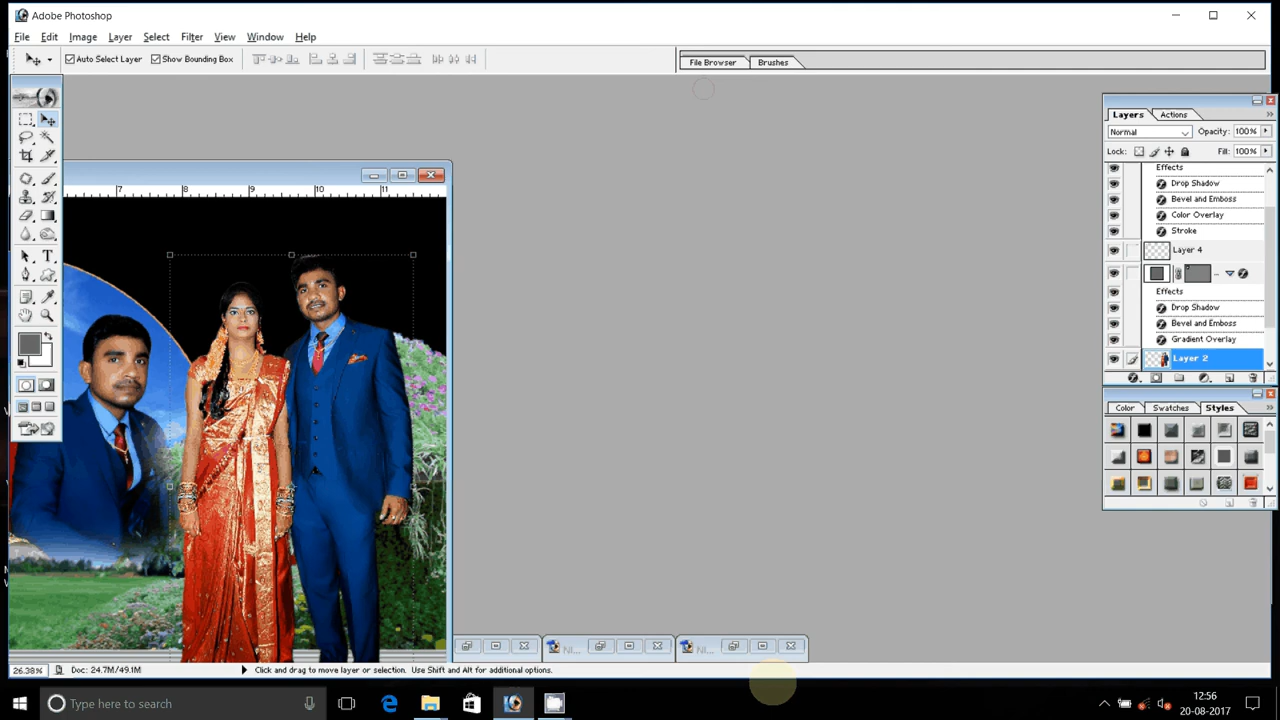 Adobe Photoshop
File Edit Image Layer Select Filter View Window Help
Auto Select Layer Show Bounding Box
File Browser Brushes
Layers Actions
Normal Opacity: 100%
Lock: Fill: 100%
Effects
Drop Shadow
Bevel and Emboss
Color Overlay
Stroke
Layer 4
Effects
Drop Shadow
Bevel and Emboss
Gradient Overlay
Layer 2
Color Swatches Styles
7 8 9 10 11
NI... NI...
26.38% Doc: 24.7M/49.1M Click and drag to move layer or selection. Use Shift and Alt for additional options.
Type here to search
12:56
20-08-2017